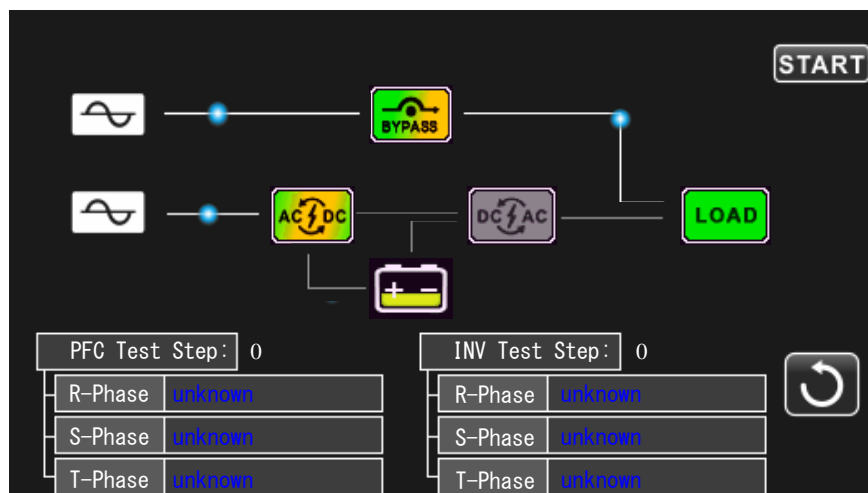 START
BYPASS
AC DC
DC AC
LOAD
+ −
PFC Test Step: 0
R-Phase unknown
S-Phase unknown
T-Phase unknown
INV Test Step: 0
R-Phase unknown
S-Phase unknown
T-Phase unknown